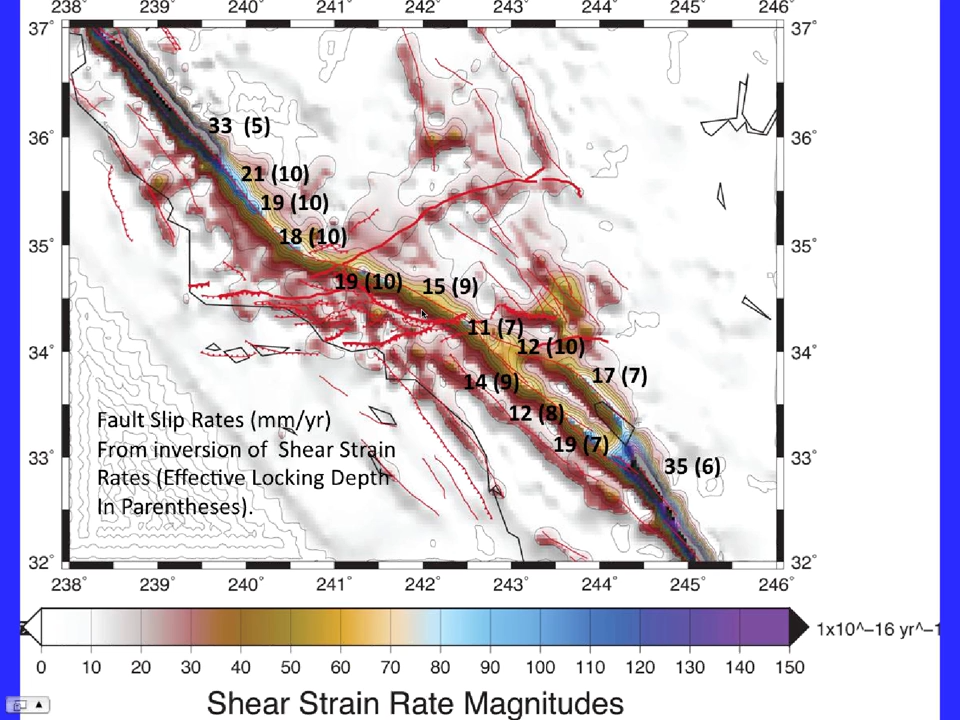 238° 239° 240° 241° 242° 243° 244° 245° 246°
37° 37°
33 (5)
36° 36°
21 (10)
19 (10)
18 (10)
35° 35°
19 (10)
15 (9)
11 (7)
12 (10)
34° 34°
17 (7)
14 (9)
12 (8)
Fault Slip Rates (mm/yr)
From inversion of Shear Strain
Rates (Effective Locking Depth
In Parentheses).
19 (7)
33° 33°
35 (6)
32° 32°
238° 239° 240° 241° 242° 243° 244° 245° 246°
1x10^−16 yr^−1
0 10 20 30 40 50 60 70 80 90 100 110 120 130 140 150
Shear Strain Rate Magnitudes